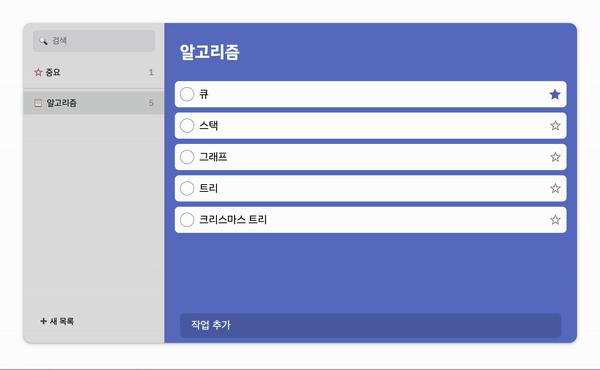 검색
중요 1
알고리즘 5
+ 새 목록
알고리즘
큐
스택
그래프
트리
크리스마스 트리
작업 추가